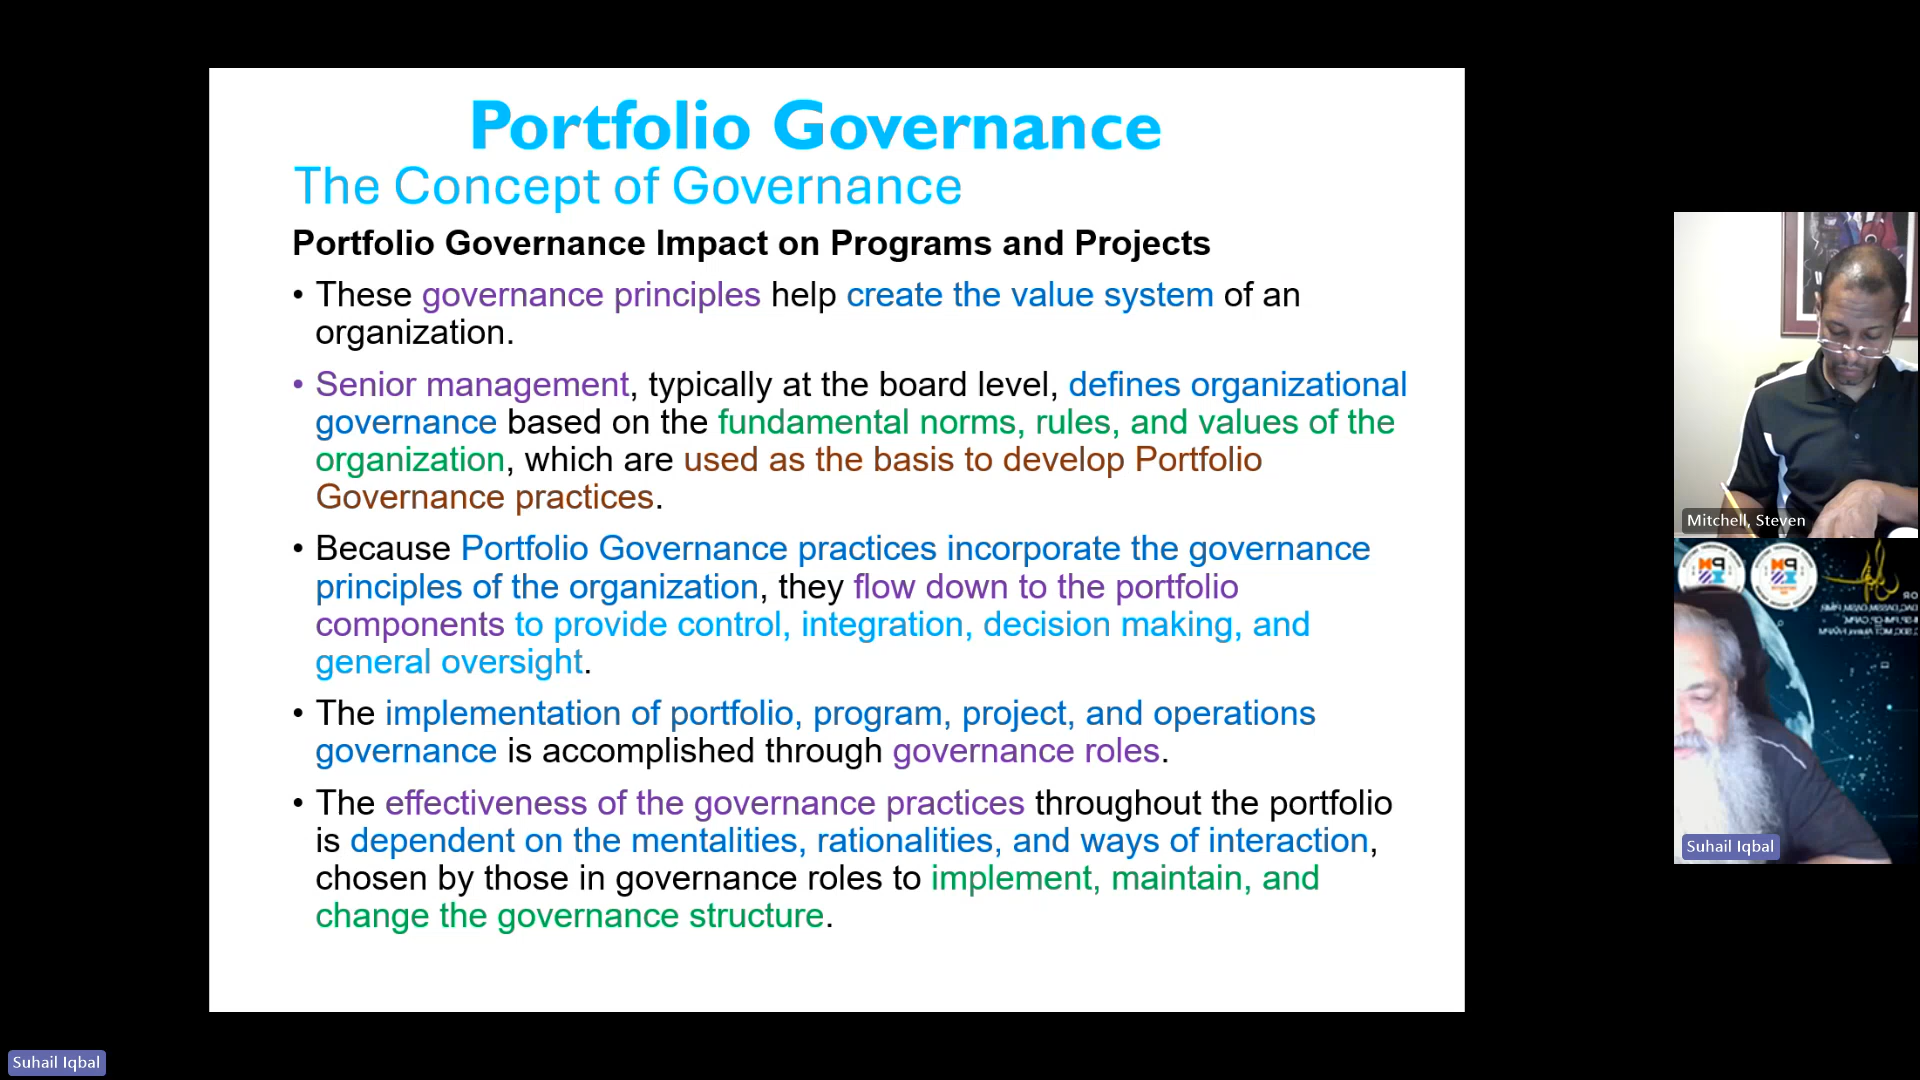 Portfolio Governance
The Concept of Governance
Portfolio Governance Impact on Programs and Projects
• These governance principles help create the value system of an
organization.
• Senior management, typically at the board level, defines organizational
governance based on the fundamental norms, rules, and values of the
organization, which are used as the basis to develop Portfolio
Governance practices.
• Because Portfolio Governance practices incorporate the governance
principles of the organization, they flow down to the portfolio
components to provide control, integration, decision making, and
general oversight.
• The implementation of portfolio, program, project, and operations
governance is accomplished through governance roles.
• The effectiveness of the governance practices throughout the portfolio
is dependent on the mentalities, rationalities, and ways of interaction,
chosen by those in governance roles to implement, maintain, and
change the governance structure.
Mitchell, Steven
Suhail Iqbal
Suhail Iqbal